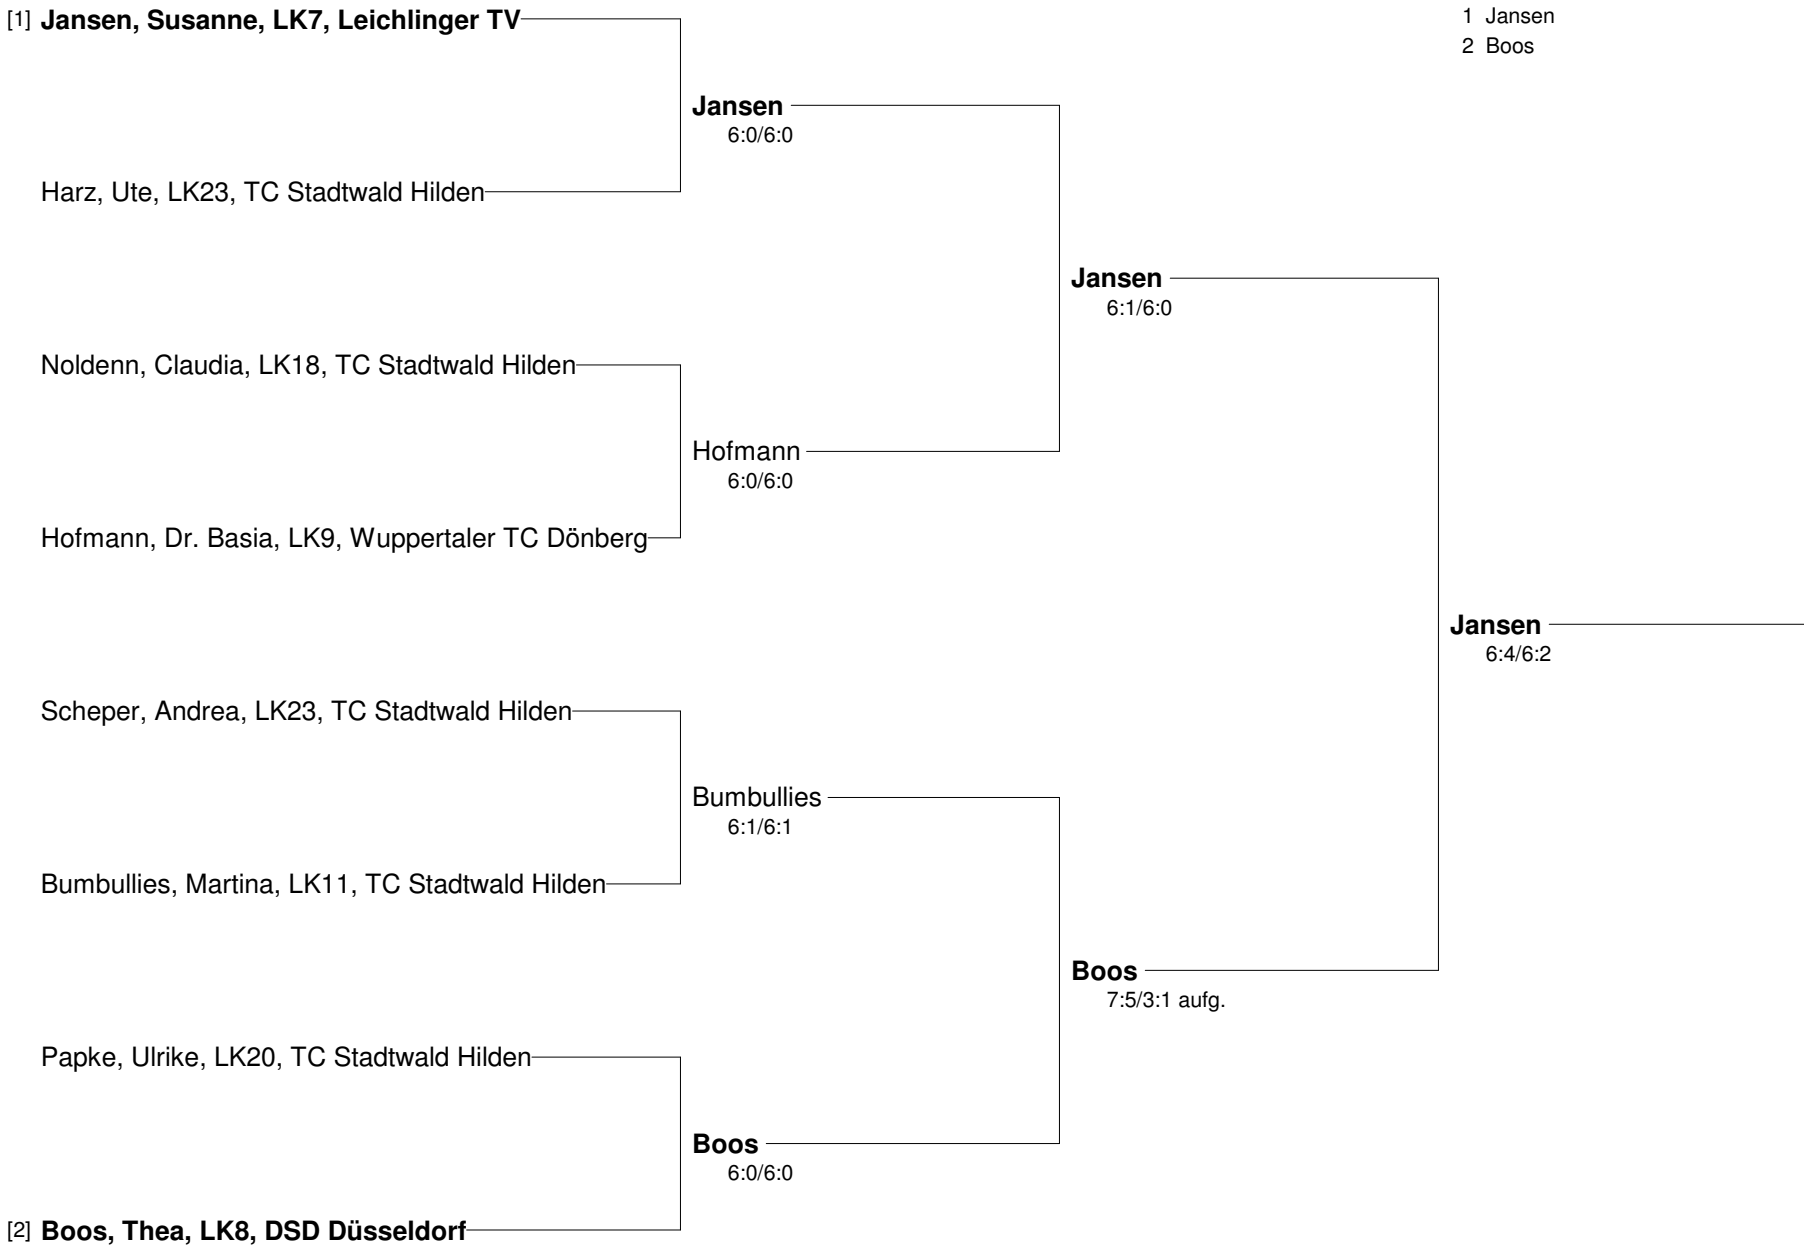 [1] Jansen, Susanne, LK7, Leichlinger TV
1 Jansen
2 Boos
Jansen
6:0/6:0
Harz, Ute, LK23, TC Stadtwald Hilden
Jansen
6:1/6:0
Noldenn, Claudia, LK18, TC Stadtwald Hilden
Hofmann
6:0/6:0
Hofmann, Dr. Basia, LK9, Wuppertaler TC Dönberg
Jansen
6:4/6:2
Scheper, Andrea, LK23, TC Stadtwald Hilden
Bumbullies
6:1/6:1
Bumbullies, Martina, LK11, TC Stadtwald Hilden
Boos
7:5/3:1 aufg.
Papke, Ulrike, LK20, TC Stadtwald Hilden
Boos
6:0/6:0
[2] Boos, Thea, LK8, DSD Düsseldorf